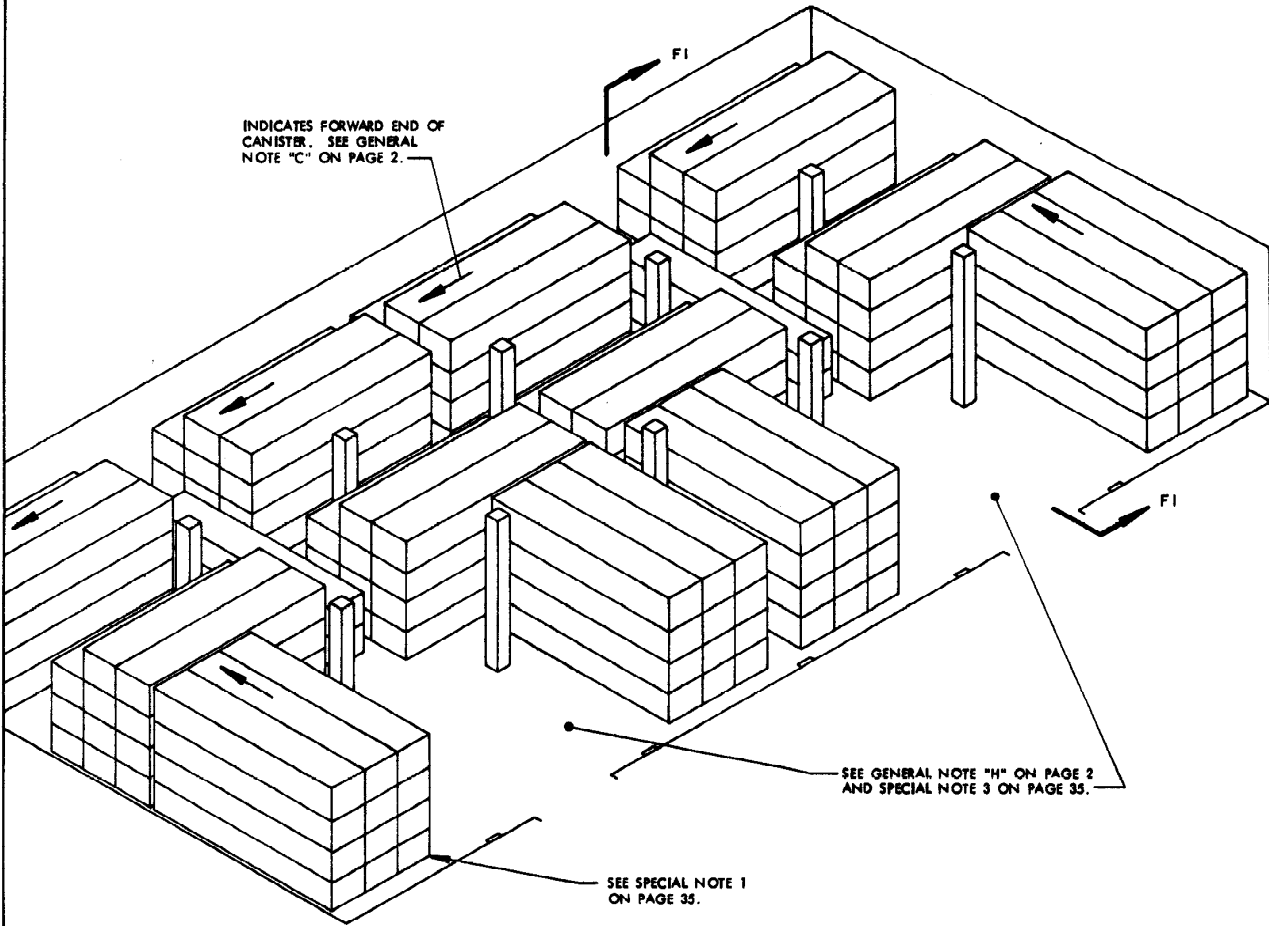 F1
INDICATES FORWARD END OF
CANISTER. SEE GENERAL
NOTE "C" ON PAGE 2.
F1
SEE GENERAL NOTE "H" ON PAGE 2
AND SPECIAL NOTE 3 ON PAGE 35.
SEE SPECIAL NOTE 1
ON PAGE 35.